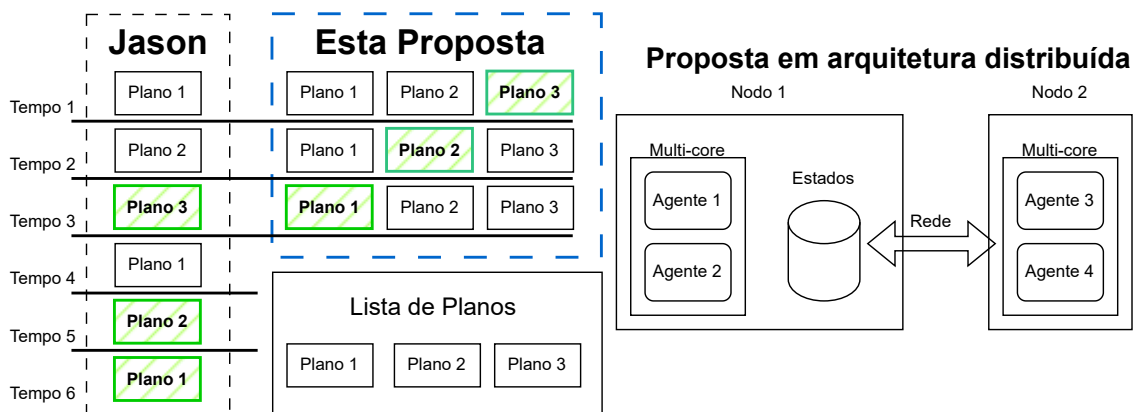 Jason
Esta Proposta
Proposta em arquitetura distribuída
Tempo 1
Plano 1
Plano 1
Plano 2
Plano 3
Tempo 2
Plano 2
Plano 1
Plano 2
Plano 3
Tempo 3
Plano 3
Plano 1
Plano 2
Plano 3
Tempo 4
Plano 1
Tempo 5
Plano 2
Tempo 6
Plano 1
Lista de Planos
Plano 1
Plano 2
Plano 3
Nodo 1
Multi-core
Agente 1
Agente 2
Estados
Rede
Nodo 2
Multi-core
Agente 3
Agente 4